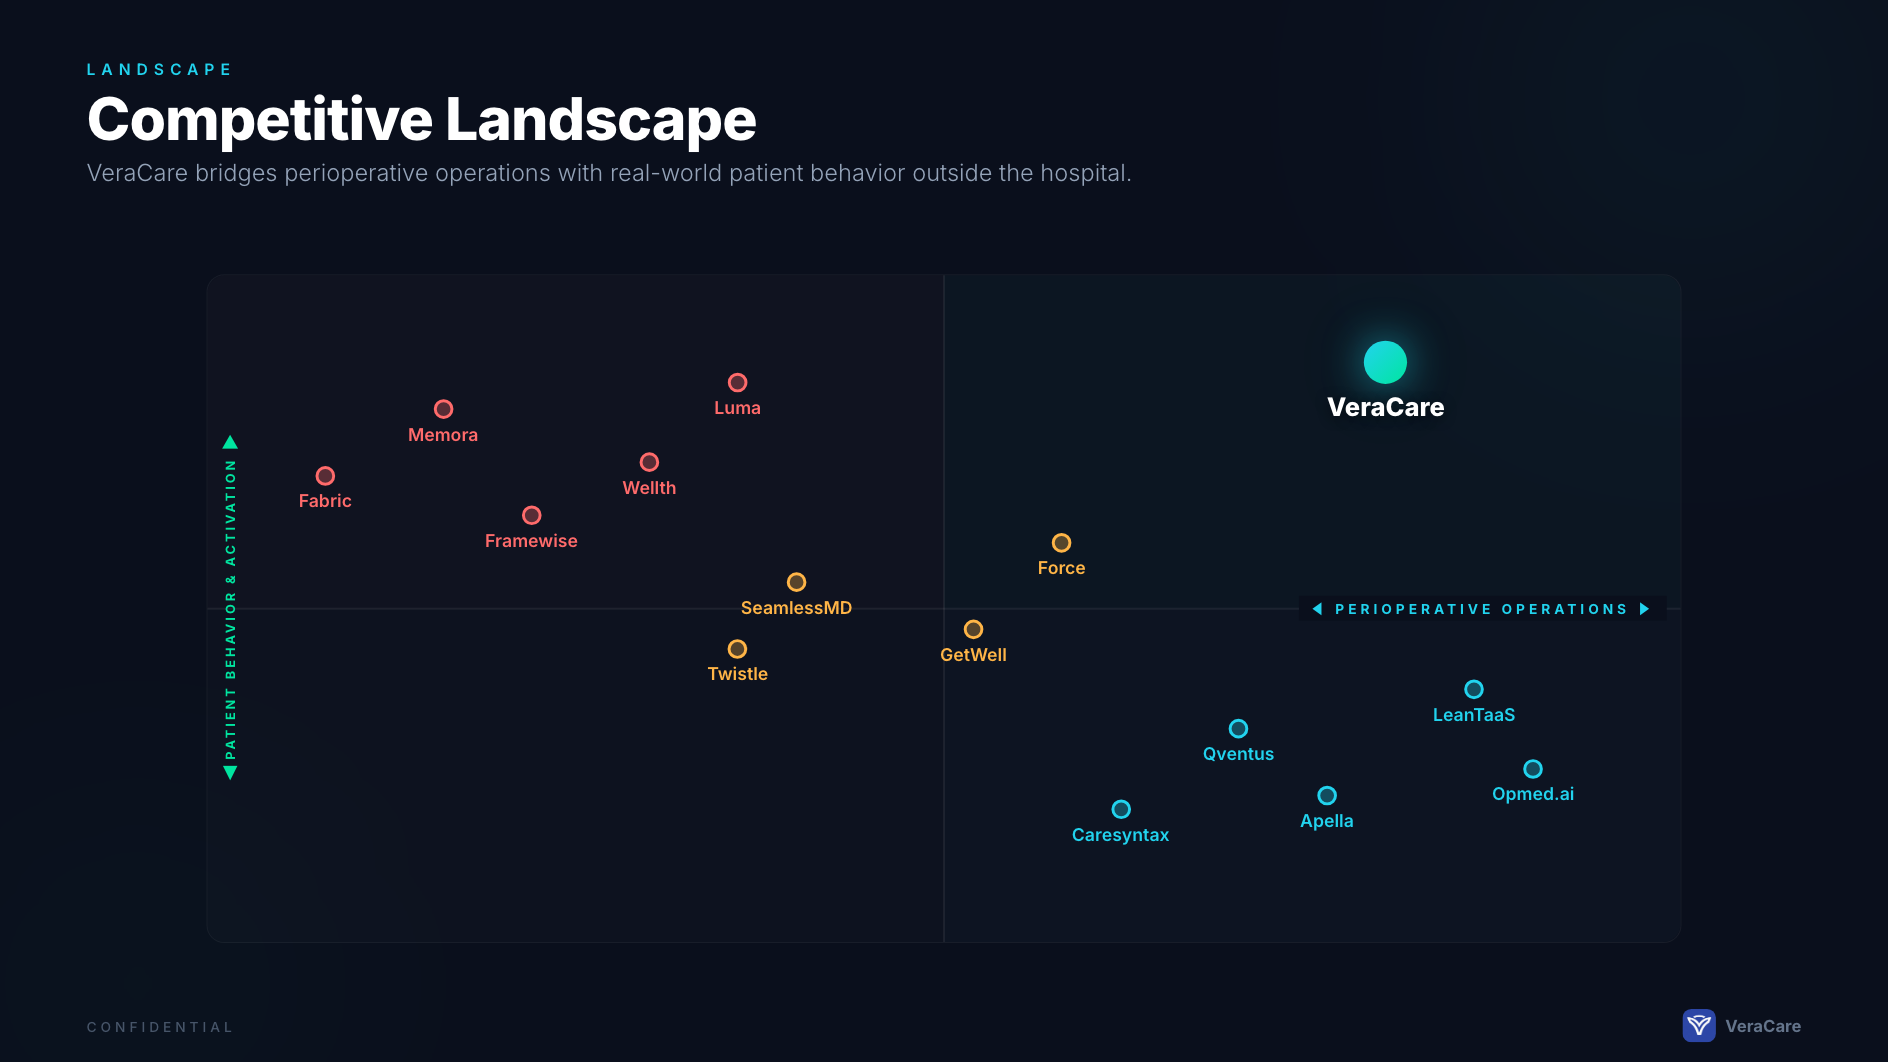 LANDSCAPE
Competitive Landscape
VeraCare bridges perioperative operations with real-world patient behavior outside the hospital.
VeraCare
Luma
Memora
Wellth
Fabric
Framewise
Force
SeamlessMD
PATIENT BEHAVIOR & ACTIVATION
◀ PERIOPERATIVE OPERATIONS ▶
GetWell
Twistle
LeanTaaS
Qventus
Opmed.ai
Apella
Caresyntax
CONFIDENTIAL
VeraCare